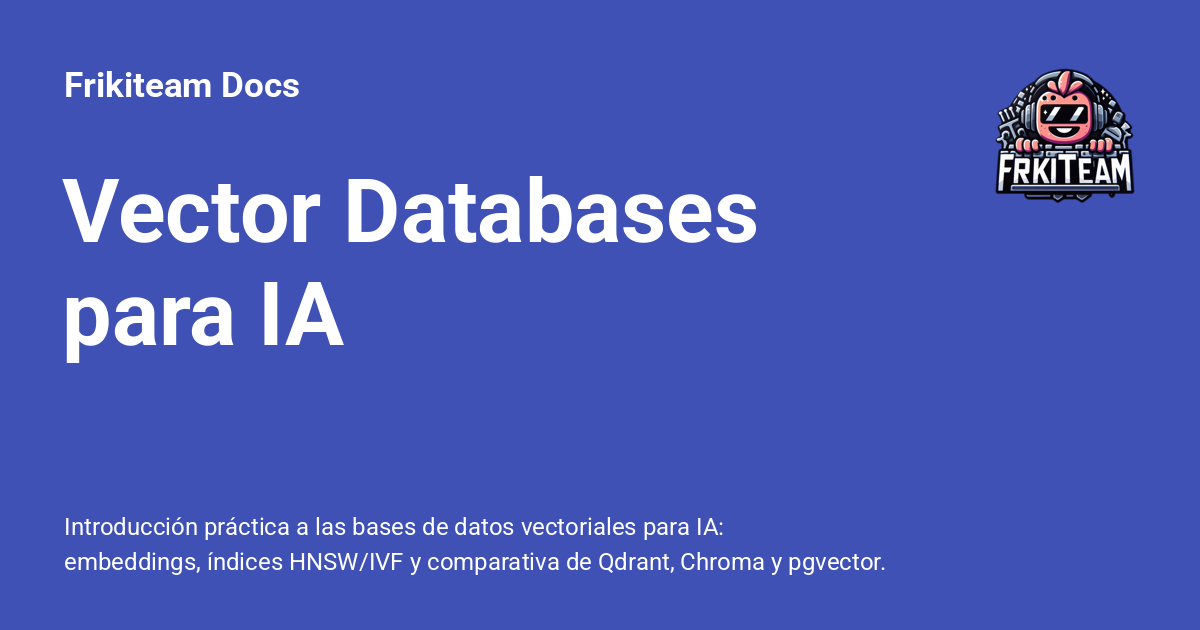 Frikiteam Docs
FRKITEAM
Vector Databases
para IA
Introducción práctica a las bases de datos vectoriales para IA:
embeddings, índices HNSW/IVF y comparativa de Qdrant, Chroma y pgvector.